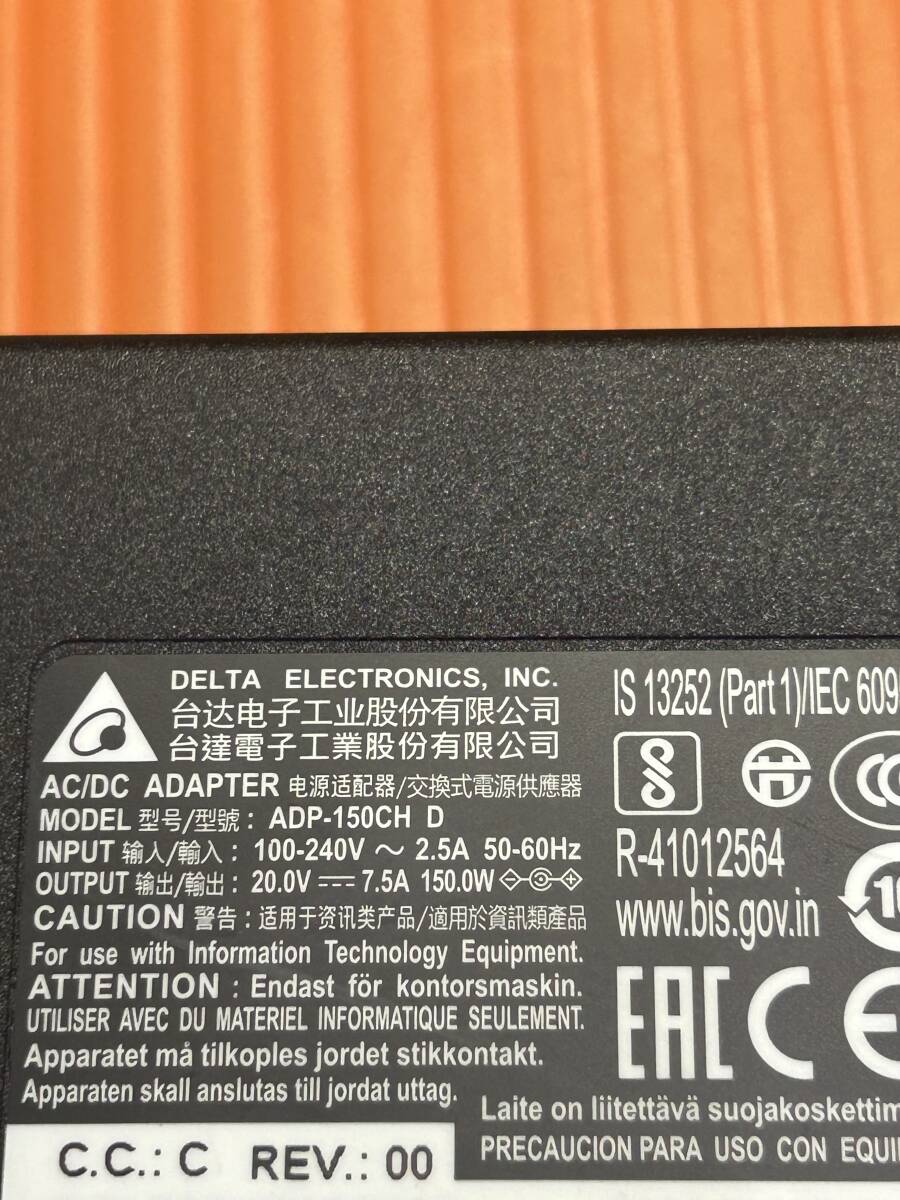 DELTA ELECTRONICS, INC.
台达电子工业股份有限公司
台達電子工業股份有限公司
AC/DC ADAPTER 电源适配器/交換式電源供應器
MODEL 型号/型號: ADP-150CH D
INPUT 输入/輸入: 100-240V ～ 2.5A 50-60Hz
OUTPUT 输出/輸出: 20.0V ⎓ 7.5A 150.0W
CAUTION 警告: 适用于资讯类产品/適用於資訊類產品
For use with Information Technology Equipment.
ATTENTION : Endast för kontorsmaskin.
UTILISER AVEC DU MATERIEL INFORMATIQUE SEULEMENT.
Apparatet må tilkoples jordet stikkontakt.
Apparaten skall anslutas till jordat uttag.
C.C.: C REV.: 00
IS 13252 (Part 1)/IEC 609
R-41012564
www.bis.gov.in
10
EAC CE
Laite on liitettävä suojakoskettim
PRECAUCION PARA USO CON EQUI